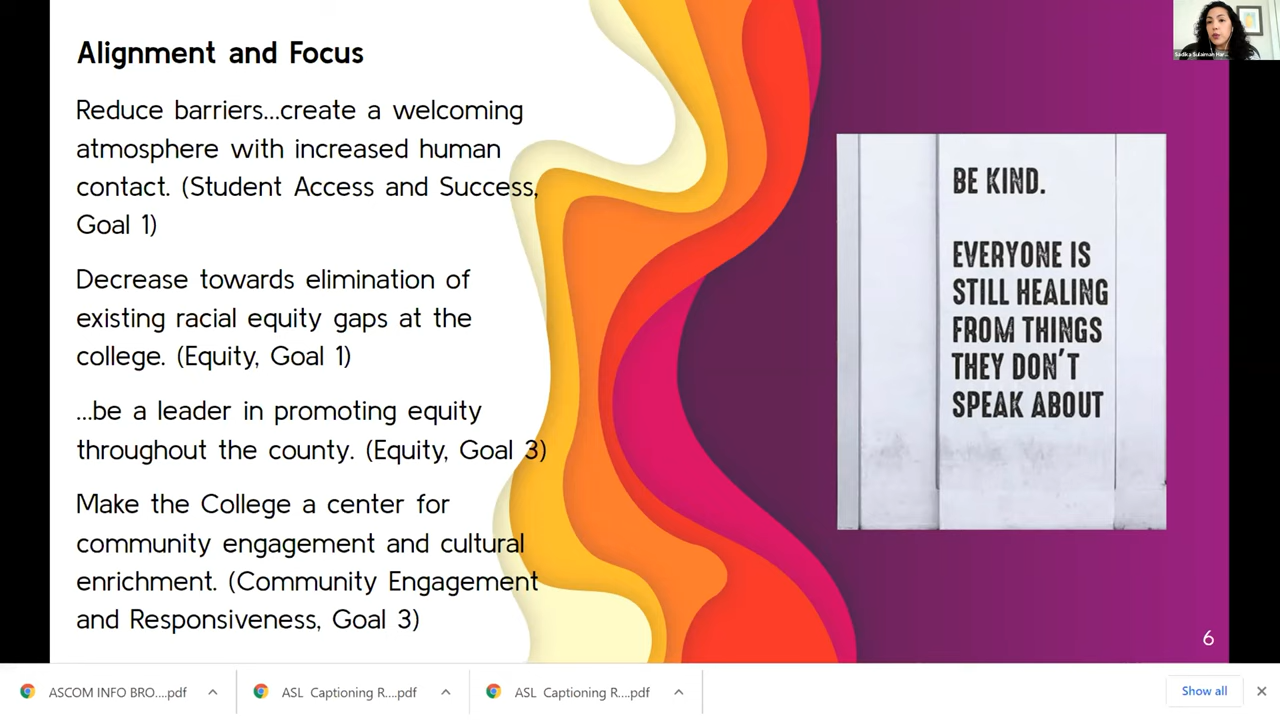 Alignment and Focus
Reduce barriers...create a welcoming
atmosphere with increased human
contact. (Student Access and Success,
Goal 1)
Decrease towards elimination of
existing racial equity gaps at the
college. (Equity, Goal 1)
...be a leader in promoting equity
throughout the county. (Equity, Goal 3)
Make the College a center for
community engagement and cultural
enrichment. (Community Engagement
and Responsiveness, Goal 3)
BE KIND.
EVERYONE IS
STILL HEALING
FROM THINGS
THEY DON'T
SPEAK ABOUT
6
Sadika Sulaiman Har...
ASCOM INFO BRO....pdf
ASL Captioning R....pdf
ASL Captioning R....pdf
Show all